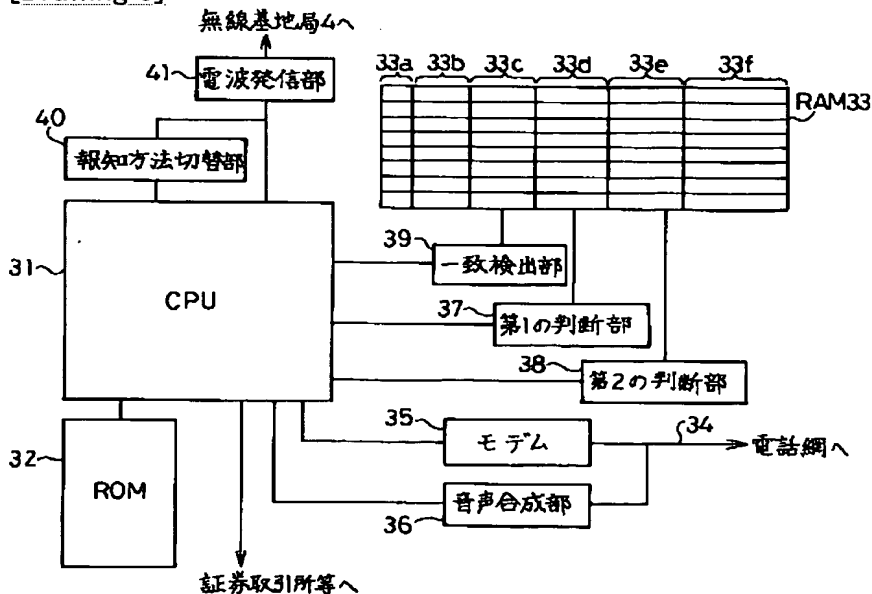 無線基地局4へ
41
電波発信部
40
報知方法切替部
33a 33b 33c 33d 33e 33f
RAM33
31
CPU
39
一致検出部
37
第1の判断部
38
第2の判断部
35
モデム
34
電話網へ
36
音声合成部
32
ROM
証券取引所等へ